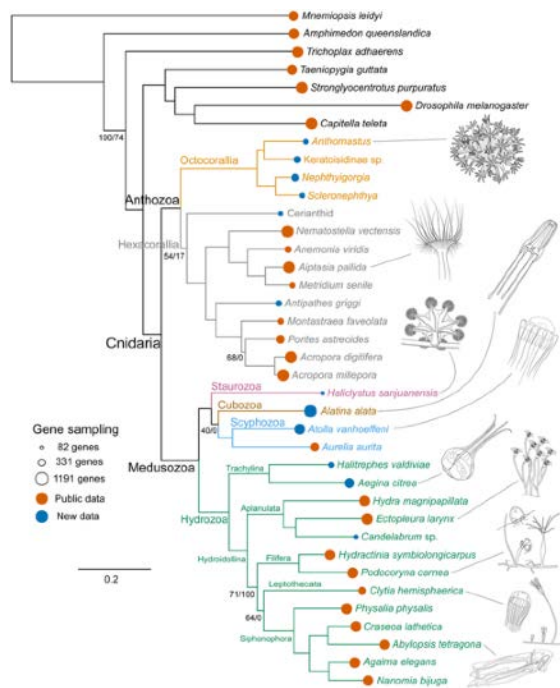 Mnemiopsis leidyi
Amphimedon queenslandica
Trichoplax adhaerens
Taeniopygia guttata
Strongylocentrotus purpuratus
Drosophila melanogaster
Capitella teleta
100/74
Anthomastus
Octocorallia
Keratoisidinae sp
Nephthyigorgia
Anthozoa
Scleronephthya
Cerianthid
Nematostella vectensis
Hexacorallia
54/17
Anemonia viridis
Aiptasia pallida
Metridium senile
Antipathes griggi
Montastraea faveolata
Cnidaria
Porites astreoides
68/0
Acropora digitifera
Acropora millepora
Staurozoa
Haliclystus sanjuanensis
Cubozoa
Alatina alata
Gene sampling
40/0
Scyphozoa
Atolla vanhoeffeni
82 genes
Aurelia aurita
331 genes
Medusozoa
1191 genes
Trachylina
Halitrephes valdiviae
Public data
Aegina citrea
New data
Hydrozoa
Aplanulata
Hydra magnipapillata
Ectopleura larynx
Hydroidolina
Candelabrum sp.
Filifera
Hydractinia symbiolongicarpus
0.2
Podocoryna carnea
71/100
Leptothecata
Clytia hemisphaerica
64/0
Physalia physalis
Siphonophora
Craseoa lathetica
Abylopsis tetragona
Agalma elegans
Nanomia bijuga